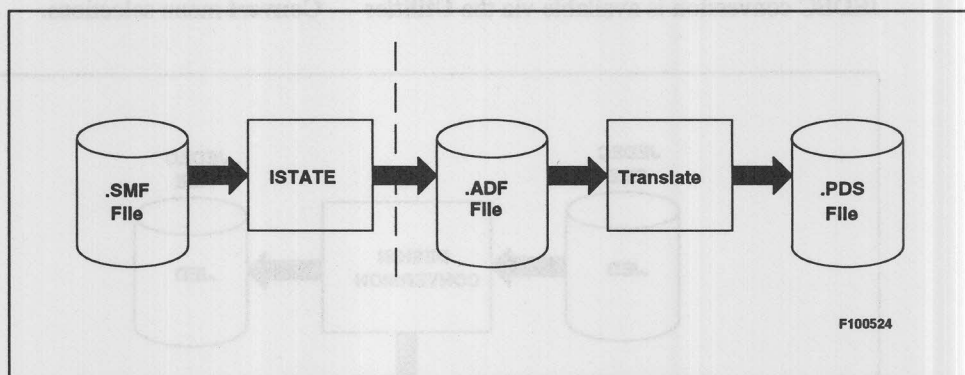 .SMF
File
ISTATE
.ADF
File
Translate
.PDS
File
F100524